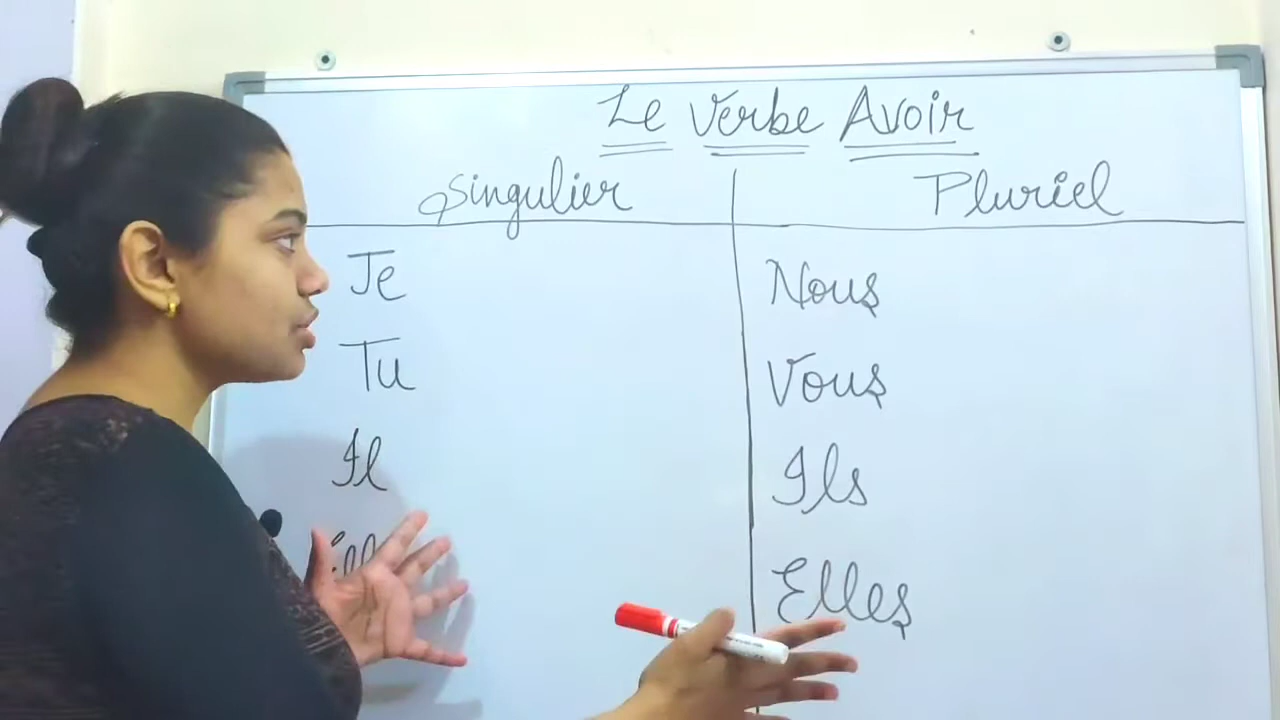 Le Verbe Avoir
Singulier Pluriel
Je Nous
Tu Vous
Il Ils
Elles